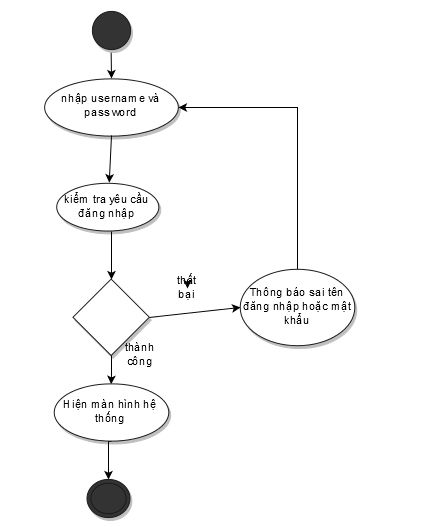 nhập username và
password
kiểm tra yêu cầu
đăng nhập
thất
bại
Thông báo sai tên
đăng nhập hoặc mật
khẩu
thành
công
Hiện màn hình hệ
thống